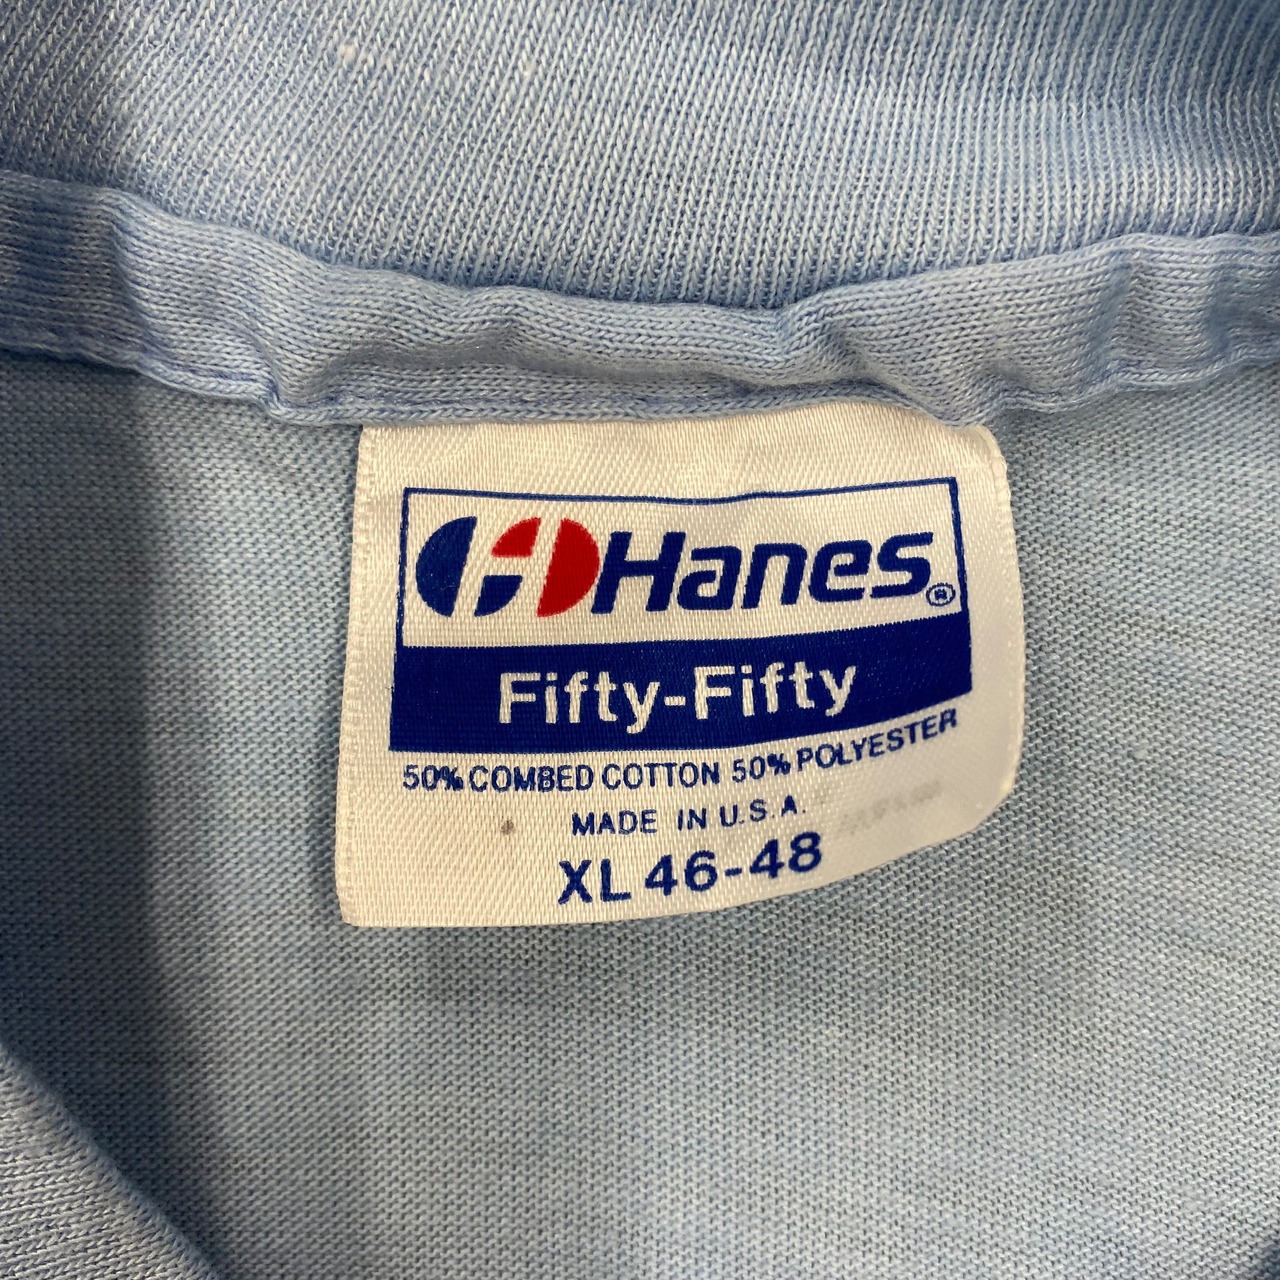 Hanes®
Fifty-Fifty
50% COMBED COTTON 50% POLYESTER
MADE IN U.S.A.
XL 46-48